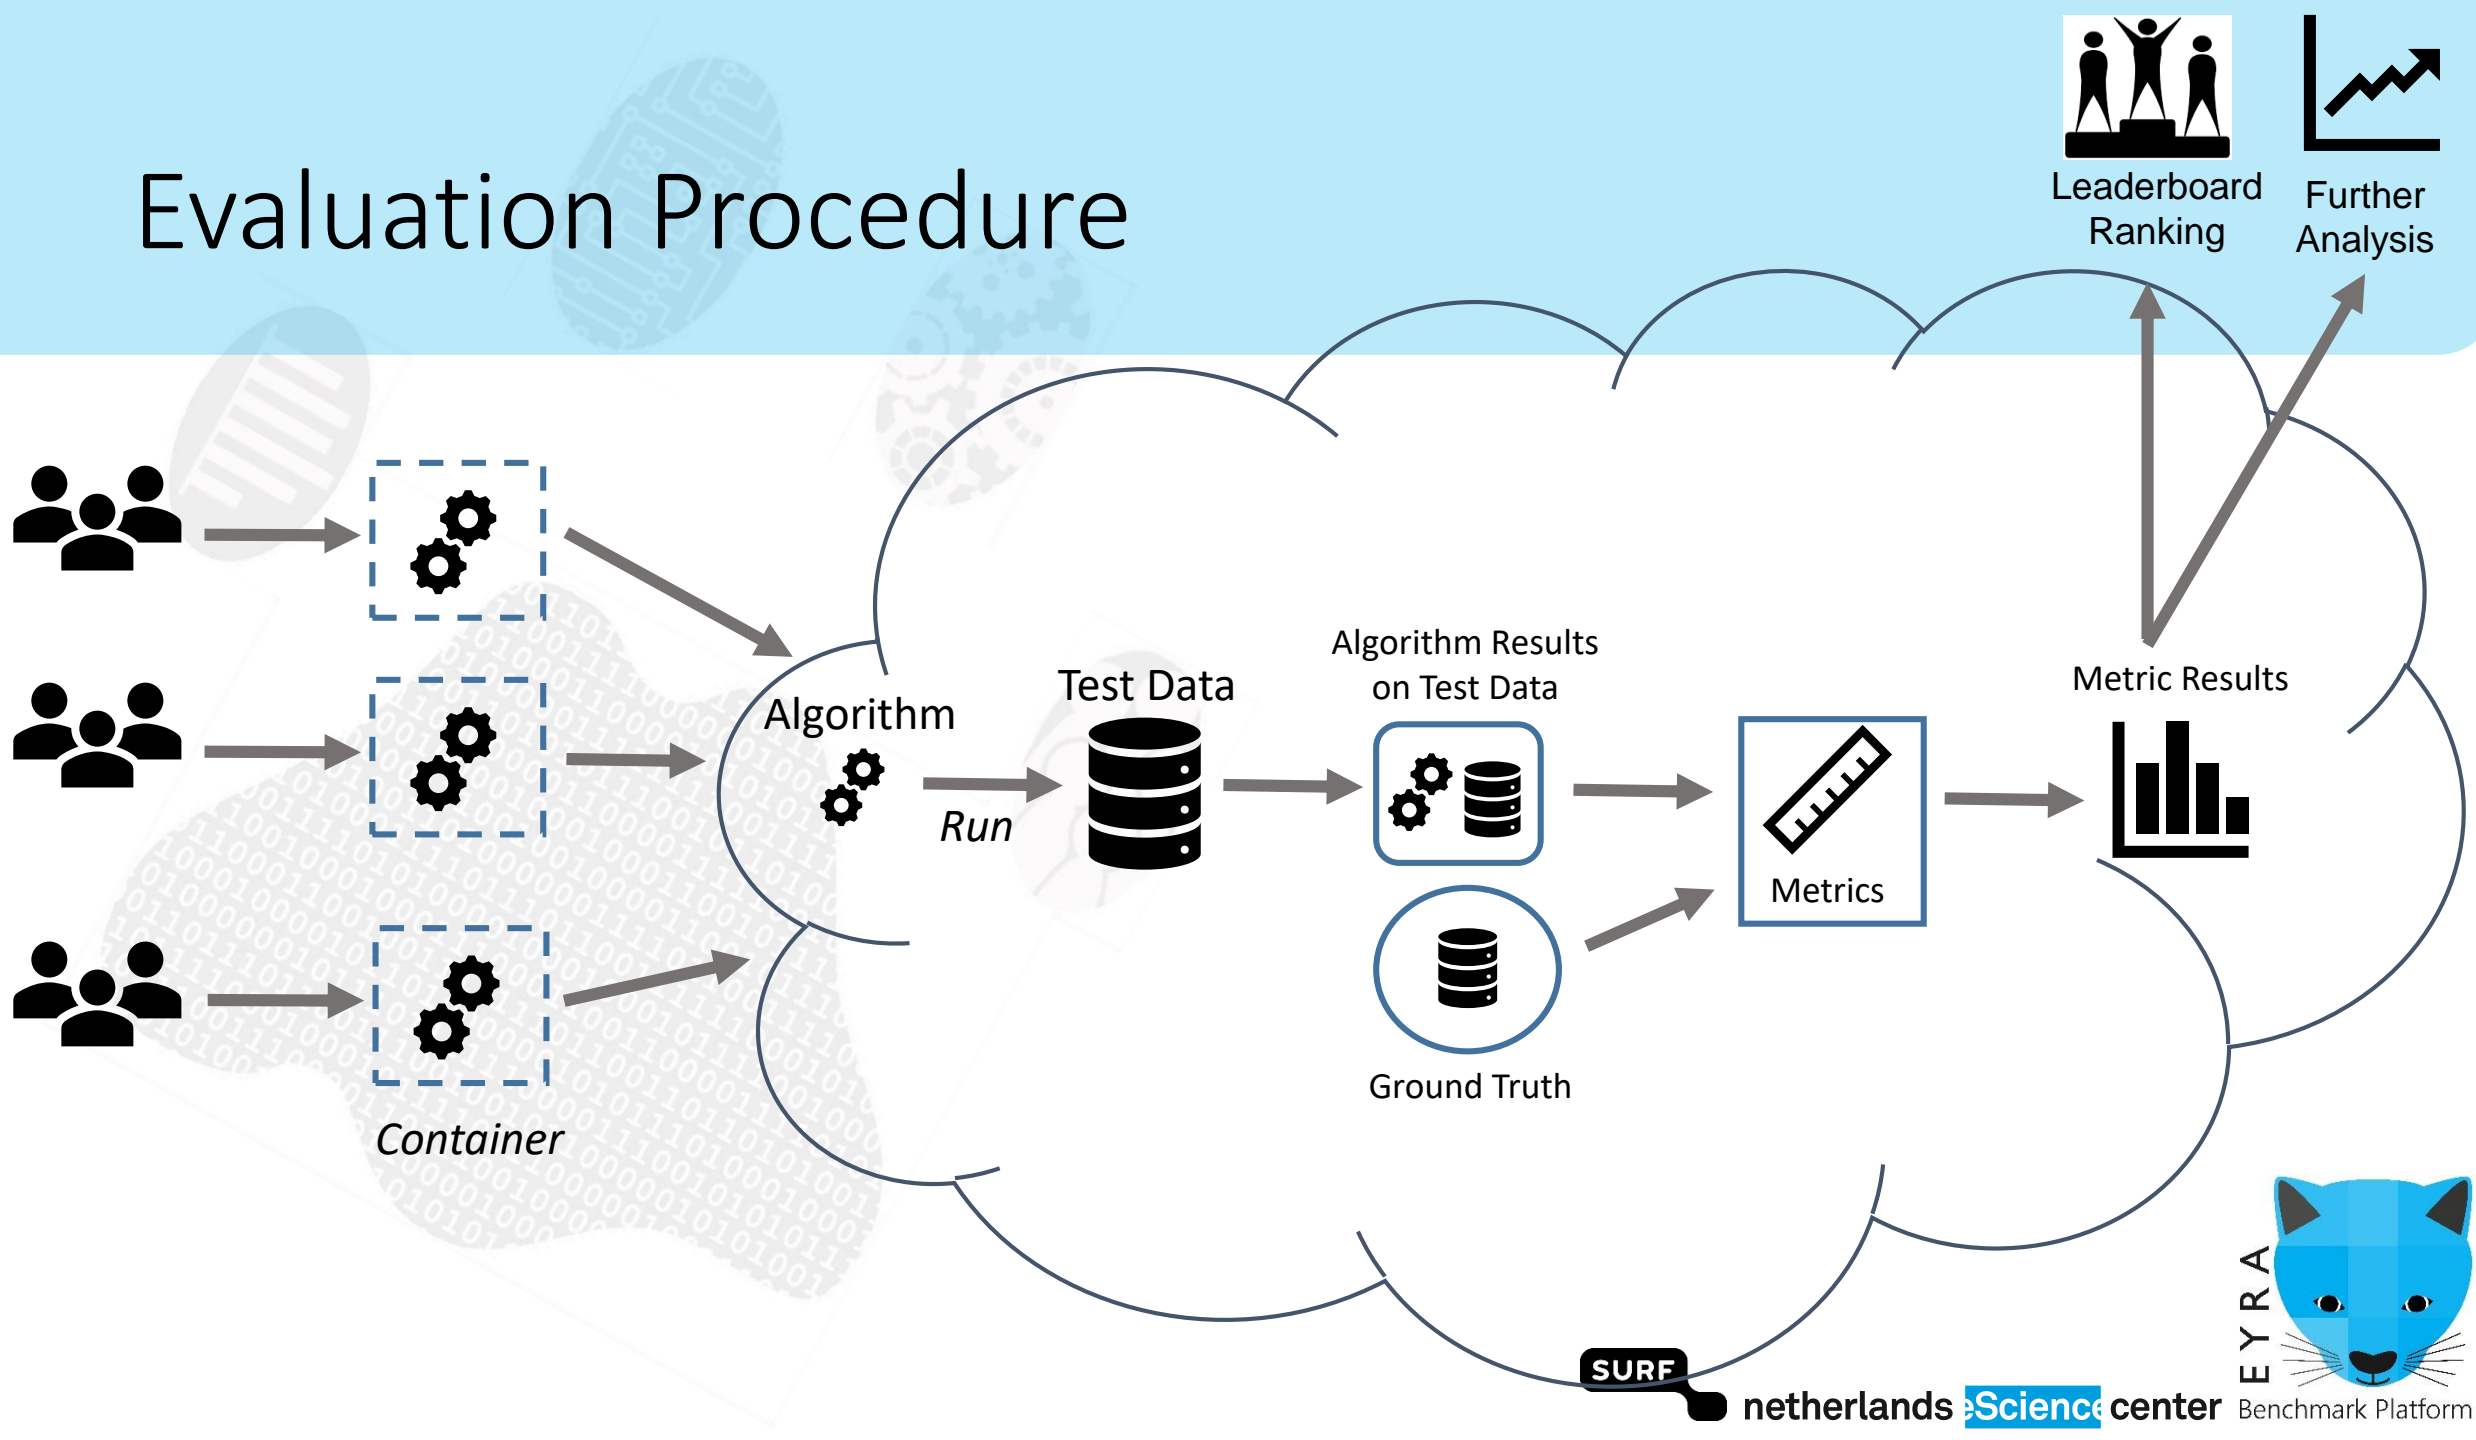 Evaluation Procedure
Leaderboard
Ranking
Further
Analysis
Algorithm
Run
Test Data
Algorithm Results
on Test Data
Metrics
Metric Results
Ground Truth
Container
SURF
netherlands eScience center
EYRA
Benchmark Platform